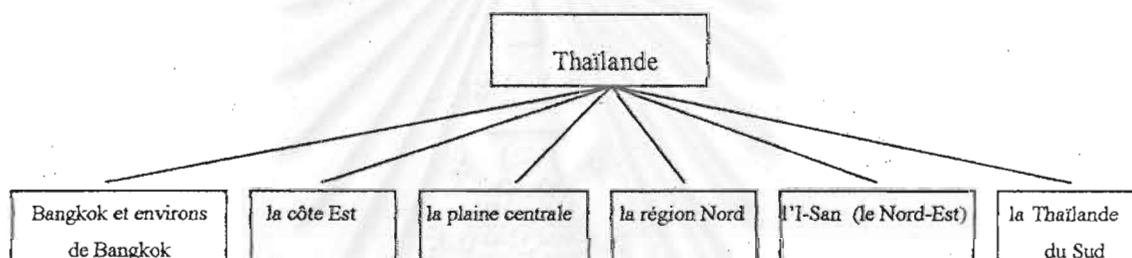 Thaïlande
Bangkok et environs
de Bangkok
la côte Est
la plaine centrale
la région Nord
l'I-San (le Nord-Est)
la Thaïlande
du Sud